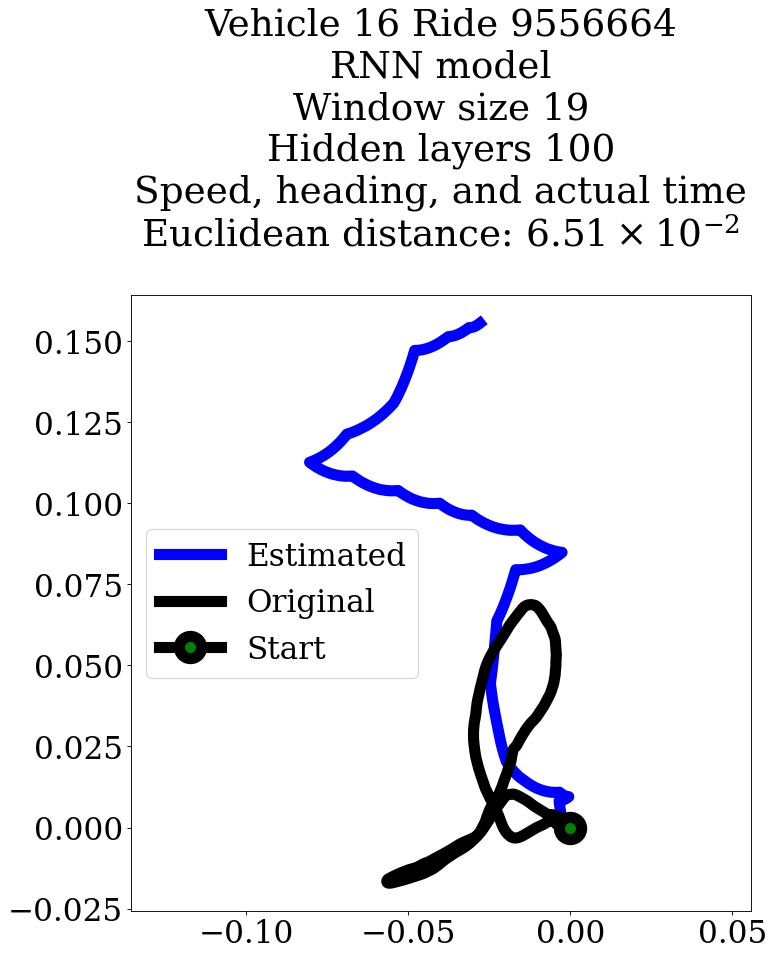 Vehicle 16 Ride 9556664
RNN model
Window size 19
Hidden layers 100
Speed, heading, and actual time
Euclidean distance: 6.51 × 10⁻²
0.150
0.125
0.100
0.075
0.050
0.025
0.000
−0.025
Estimated
Original
Start
−0.10 −0.05 0.00 0.05